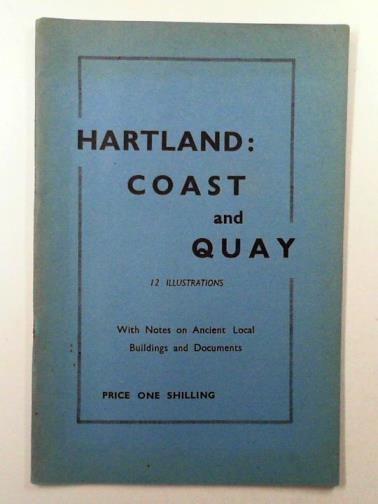 HARTLAND:
COAST
and
QUAY
12 ILLUSTRATIONS
With Notes on Ancient Local
Buildings and Documents
PRICE ONE SHILLING